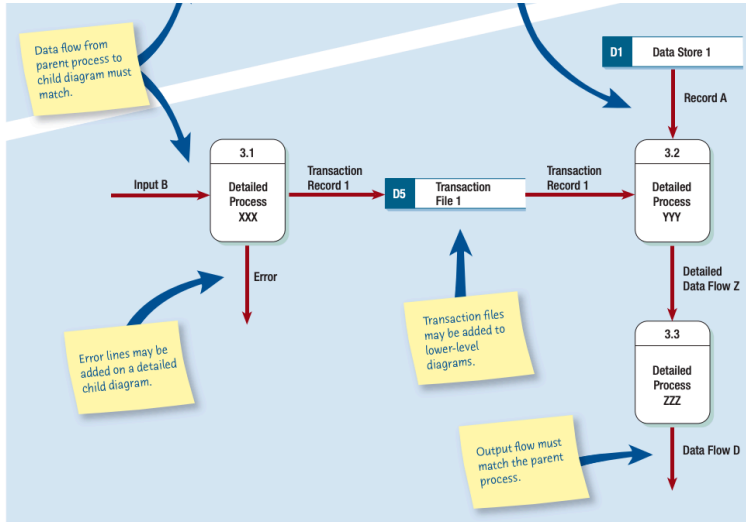 Data flow from
parent process to
child diagram must
match.
D1 Data Store 1
Record A
3.1
Detailed
Process
XXX
Input B
Transaction
Record 1
D5 Transaction
File 1
Transaction
Record 1
3.2
Detailed
Process
YYY
Error
Detailed
Data Flow Z
Error lines may be
added on a detailed
child diagram.
Transaction files
may be added to
lower-level
diagrams.
3.3
Detailed
Process
ZZZ
Output flow must
match the parent
process.
Data Flow D